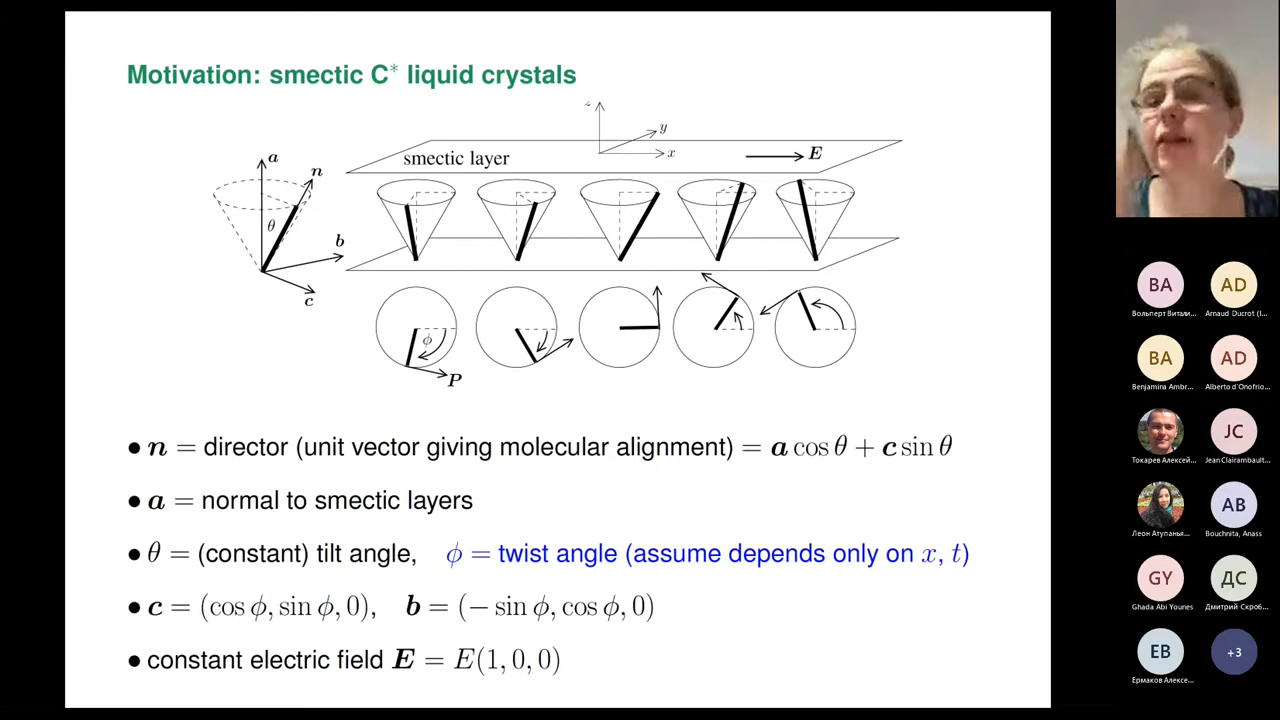 Motivation: smectic C* liquid crystals
y
x
smectic layer
E
a
n
θ
b
c
ϕ
P
• n = director (unit vector giving molecular alignment) = a cos θ + c sin θ
• a = normal to smectic layers
• θ = (constant) tilt angle, ϕ = twist angle (assume depends only on x, t)
• c = (cos ϕ, sin ϕ, 0), b = (− sin ϕ, cos ϕ, 0)
• constant electric field E = E(1, 0, 0)
BA AD
Вольперт Витали... Arnaud Ducrot (I...
BA AD
Benjamina Ambr... Alberto d'Onofrio
JC
Токарев Алексей... Jean Clairambault...
AB
Леон Атупанья... Bouchnita, Anass
GY ДС
Ghada Abi Younes Дмитрий Скроб...
EB +3
Ермаков Алексе...